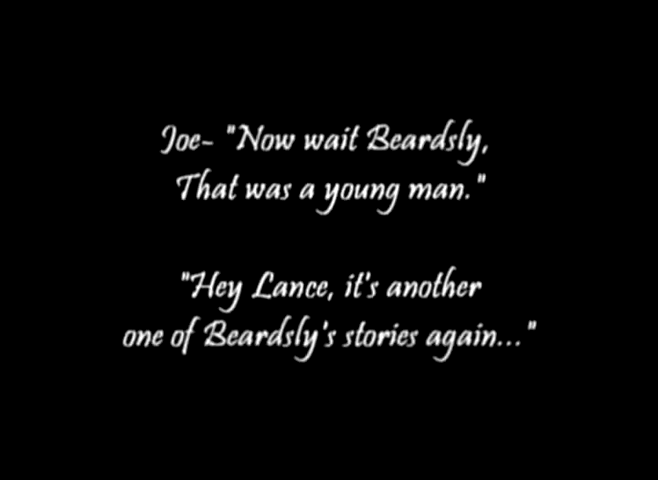 Joe- "Now wait Beardsly,
That was a young man."
"Hey Lance, it's another
one of Beardsly's stories again..."